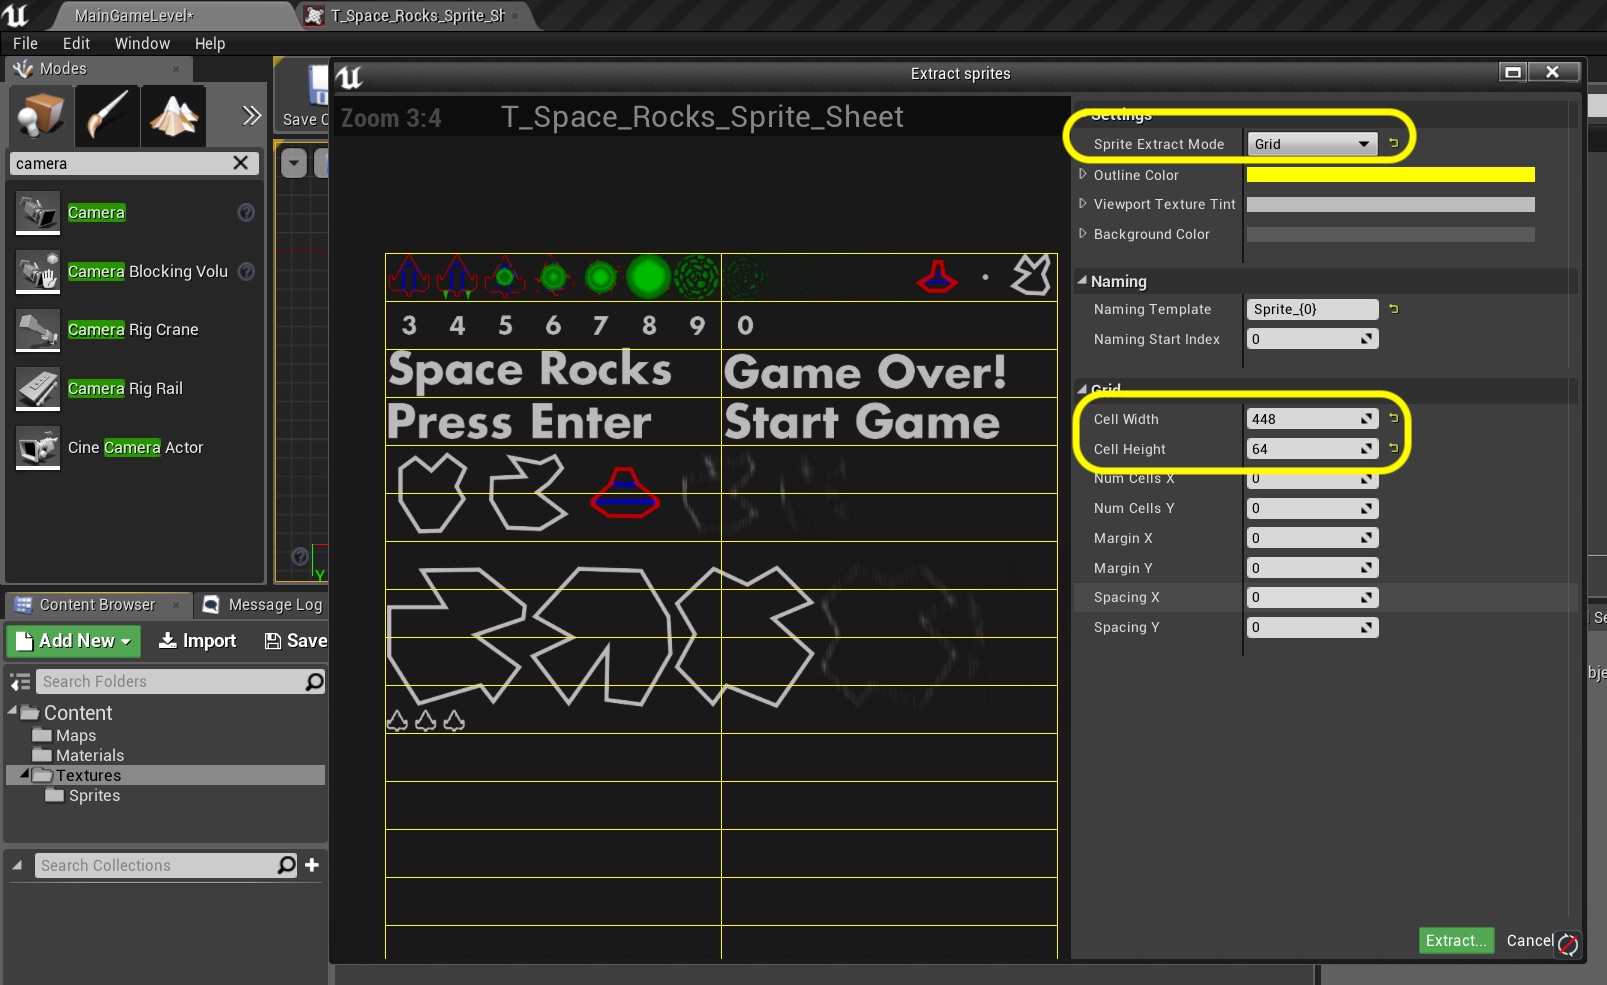 MainGameLevel*
T_Space_Rocks_Sprite_Sh
File Edit Window Help
Modes
Save C
camera
Camera
Camera Blocking Volu
Camera Rig Crane
Camera Rig Rail
Cine Camera Actor
Y
Content Browser
Message Log
Add New
Import
Save
Search Folders
Content
Maps
Materials
Textures
Sprites
Search Collections
Extract sprites
Zoom 3:4
T_Space_Rocks_Sprite_Sheet
3 4 5 6 7 8 9 0
Space Rocks Game Over!
Press Enter Start Game
Settings
Sprite Extract Mode Grid
Outline Color
Viewport Texture Tint
Background Color
Naming
Naming Template Sprite_{0}
Naming Start Index 0
Grid
Cell Width 448
Cell Height 64
Num Cells X 0
Num Cells Y 0
Margin X 0
Margin Y 0
Spacing X 0
Spacing Y 0
Extract...
Cancel
Se
bje